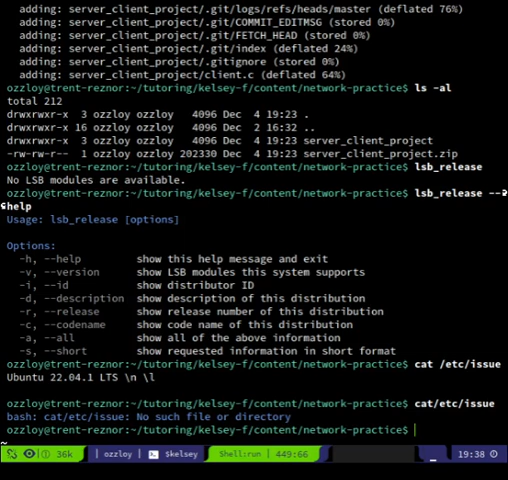 adding: server_client_project/.git/logs/refs/heads/master (deflated 76%)
adding: server_client_project/.git/COMMIT_EDITMSG (stored 0%)
adding: server_client_project/.git/FETCH_HEAD (stored 0%)
adding: server_client_project/.git/index (deflated 24%)
adding: server_client_project/.gitignore (stored 0%)
adding: server_client_project/client.c (deflated 64%)
ozzloy@trent-reznor:~/tutoring/kelsey-f/content/network-practice$ ls -al
total 212
drwxrwxr-x  3 ozzloy ozzloy   4096 Dec  4 19:23 .
drwxrwxr-x 16 ozzloy ozzloy   4096 Dec  2 16:32 ..
drwxrwxr-x  3 ozzloy ozzloy   4096 Dec  4 19:23 server_client_project
-rw-rw-r--  1 ozzloy ozzloy 202330 Dec  4 19:23 server_client_project.zip
ozzloy@trent-reznor:~/tutoring/kelsey-f/content/network-practice$ lsb_release
No LSB modules are available.
ozzloy@trent-reznor:~/tutoring/kelsey-f/content/network-practice$ lsb_release --
help
Usage: lsb_release [options]
Options:
-h, --help         show this help message and exit
-v, --version      show LSB modules this system supports
-i, --id           show distributor ID
-d, --description  show description of this distribution
-r, --release      show release number of this distribution
-c, --codename     show code name of this distribution
-a, --all          show all of the above information
-s, --short        show requested information in short format
ozzloy@trent-reznor:~/tutoring/kelsey-f/content/network-practice$ cat /etc/issue
Ubuntu 22.04.1 LTS \n \l
ozzloy@trent-reznor:~/tutoring/kelsey-f/content/network-practice$ cat/etc/issue
bash: cat/etc/issue: No such file or directory
ozzloy@trent-reznor:~/tutoring/kelsey-f/content/network-practice$
~
36k | ozzloy | $kelsey Shell:run | 449:66 _ 19:38